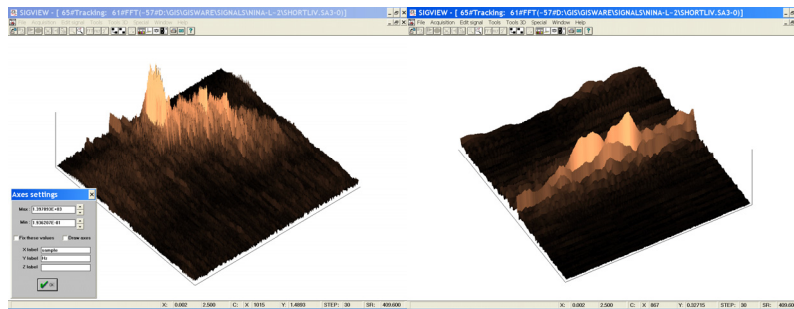 SIGVIEW - [ 65#Tracking: 61#FFT(-57#D:\GIS\GISWARE\SIGNALS\NINA-L-2\SHORTLIV.SA3-0)]
File Acquisition Edit signal Tools Tools 3D Special Window Help
Axes settings
Max 1.397893E+03
Min
Fix these values Draw axes
X label sample
Y label Hz
Z label
X: 0.002 2.500 C: X 1015 Y: 1.4893 STEP: 30 SR: 409.600
SIGVIEW - [ 65#Tracking: 61#FFT(-57#D:\GIS\GISWARE\SIGNALS\NINA-L-2\SHORTLIV.SA3-0)]
File Acquisition Edit signal Tools Tools 3D Special Window Help
X: 0.002 2.500 C: X 867 Y: 0.32715 STEP: 30 SR: 409.600